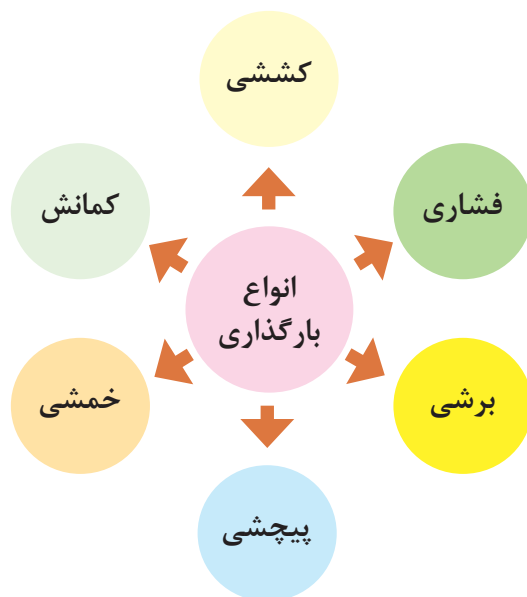 کششی
فشاری
کمانش
انواع
بارگذاری
برشی
خمشی
پیچشی